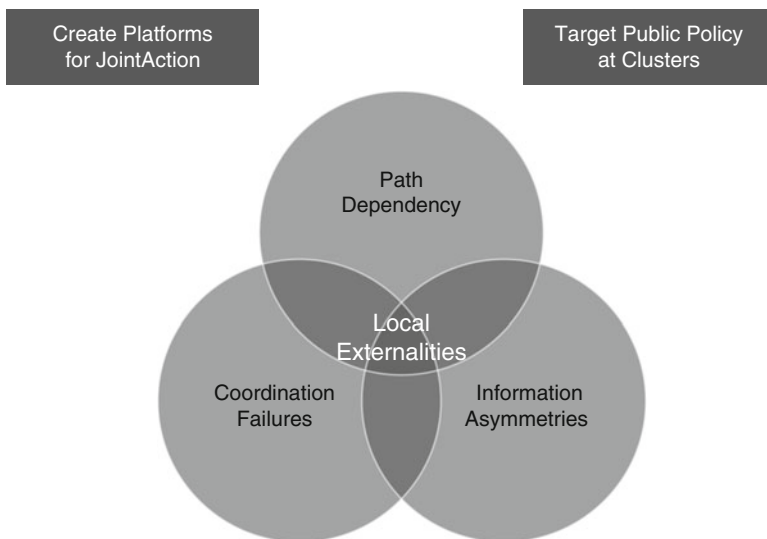 Create Platforms
for JointAction
Target Public Policy
at Clusters
Path
Dependency
Local
Externalities
Coordination
Failures
Information
Asymmetries